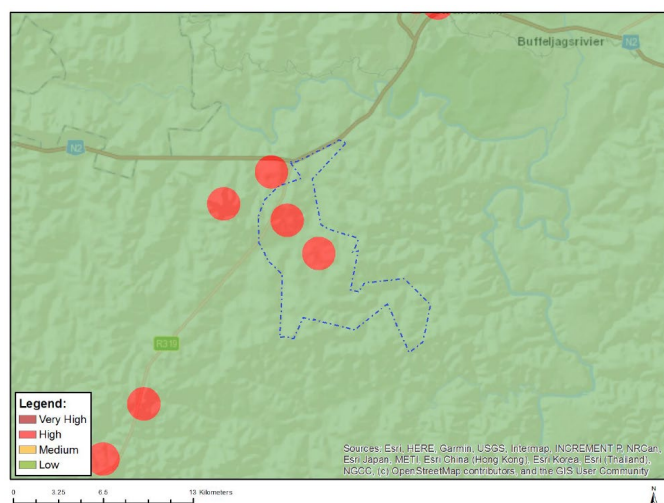 Buffeljagsrivier
N2
N2
R319
Legend:
Very High
High
Medium
Low
Sources: Esri, HERE, Garmin, USGS, Intermap, INCREMENT P, NRCan,
Esri Japan, METI, Esri China (Hong Kong), Esri Korea, Esri (Thailand),
NGCC, (c) OpenStreetMap contributors, and the GIS User Community
0 3.25 6.5 13 Kilometers
N